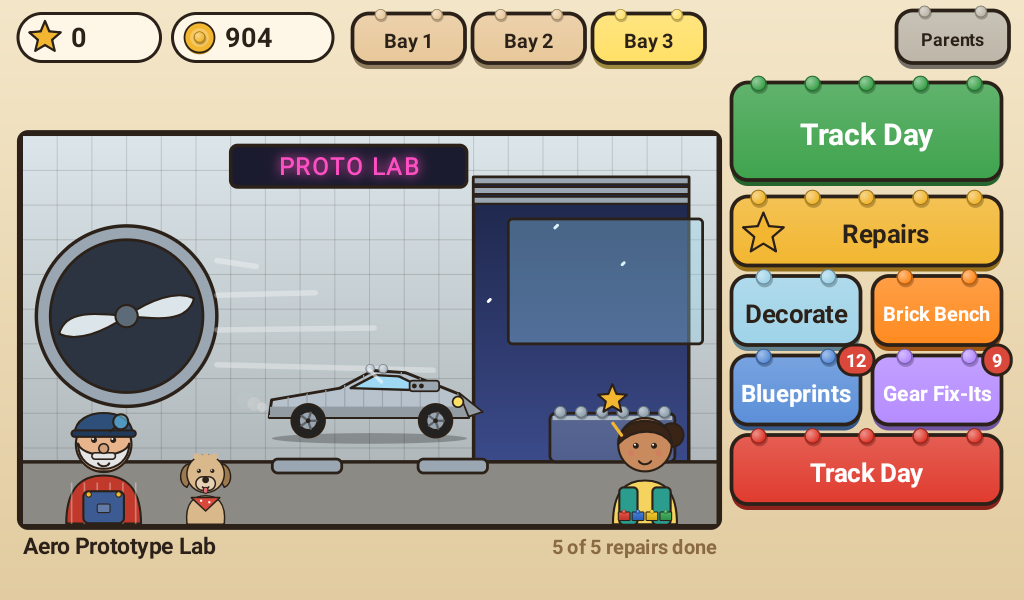 0
904
Bay 1
Bay 2
Bay 3
Parents
PROTO LAB
Track Day
Repairs
Decorate
Brick Bench
Blueprints
12
Gear Fix-Its
9
Track Day
Aero Prototype Lab
5 of 5 repairs done